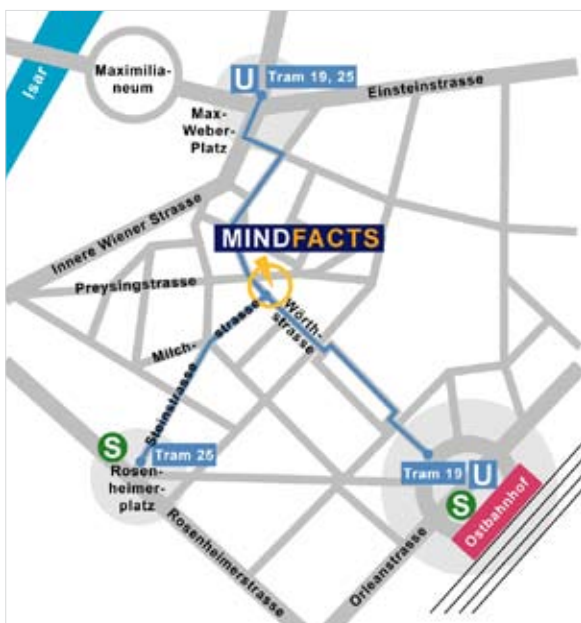 Isar
Maximilia-
neum
U
Tram 19, 25
Einsteinstrasse
Max-
Weber-
Platz
Innere Wiener Strasse
MINDFACTS
Preysingstrasse
Wörth-
strasse
Milch-
strasse
Steinstrasse
S
Tram 25
Rosen-
heimer-
platz
Tram 19
U
S
Ostbahnhof
Rosenheimerstrasse
Orleanstrasse